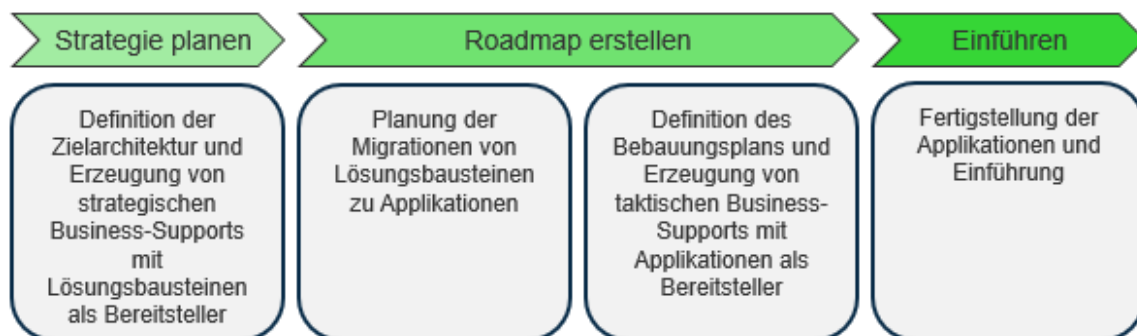 Strategie planen
Roadmap erstellen
Einführen
Definition der
Zielarchitektur und
Erzeugung von
strategischen
Business-Supports
mit
Lösungsbausteinen
als Bereitsteller
Planung der
Migrationen von
Lösungsbausteinen
zu Applikationen
Definition des
Bebauungsplans und
Erzeugung von
taktischen Business-
Supports mit
Applikationen als
Bereitsteller
Fertigstellung der
Applikationen und
Einführung